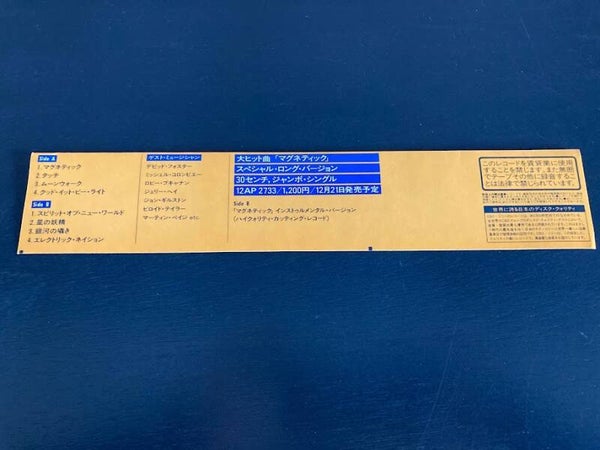 Side A
1. マグネティック
2. タッチ
3. ムーンウォーク
4. クッド・イット・ビー・ライト
Side B
1. スピリット・オブ・ニュー・ワールド
2. 星の妖精
3. 銀河の囁き
4. エレクトリック・ネイション
ゲスト・ミュージシャン
デビッド・フォスター
ミッシェル・コロンビエー
ロビー・ブキャナン
ジェリー・ヘイ
ジョン・ギルストン
ヒロイド・テイラー
マーティン・ペイジ etc.
大ヒット曲「マグネティック」
スペシャル・ロング・バージョン
30センチ、ジャンボ・シングル
12AP 2733/1,200円/12月21日発売予定
Side B
「マグネティック」インストゥルメンタル・バージョン
(ハイクォリティ・カッティング・レコード)
このレコードを賃貸業に使用
することを禁じます。また無断
でテープその他に録音するこ
とは法律で禁じられています。
世界に誇る日本のディスク・クォリティ